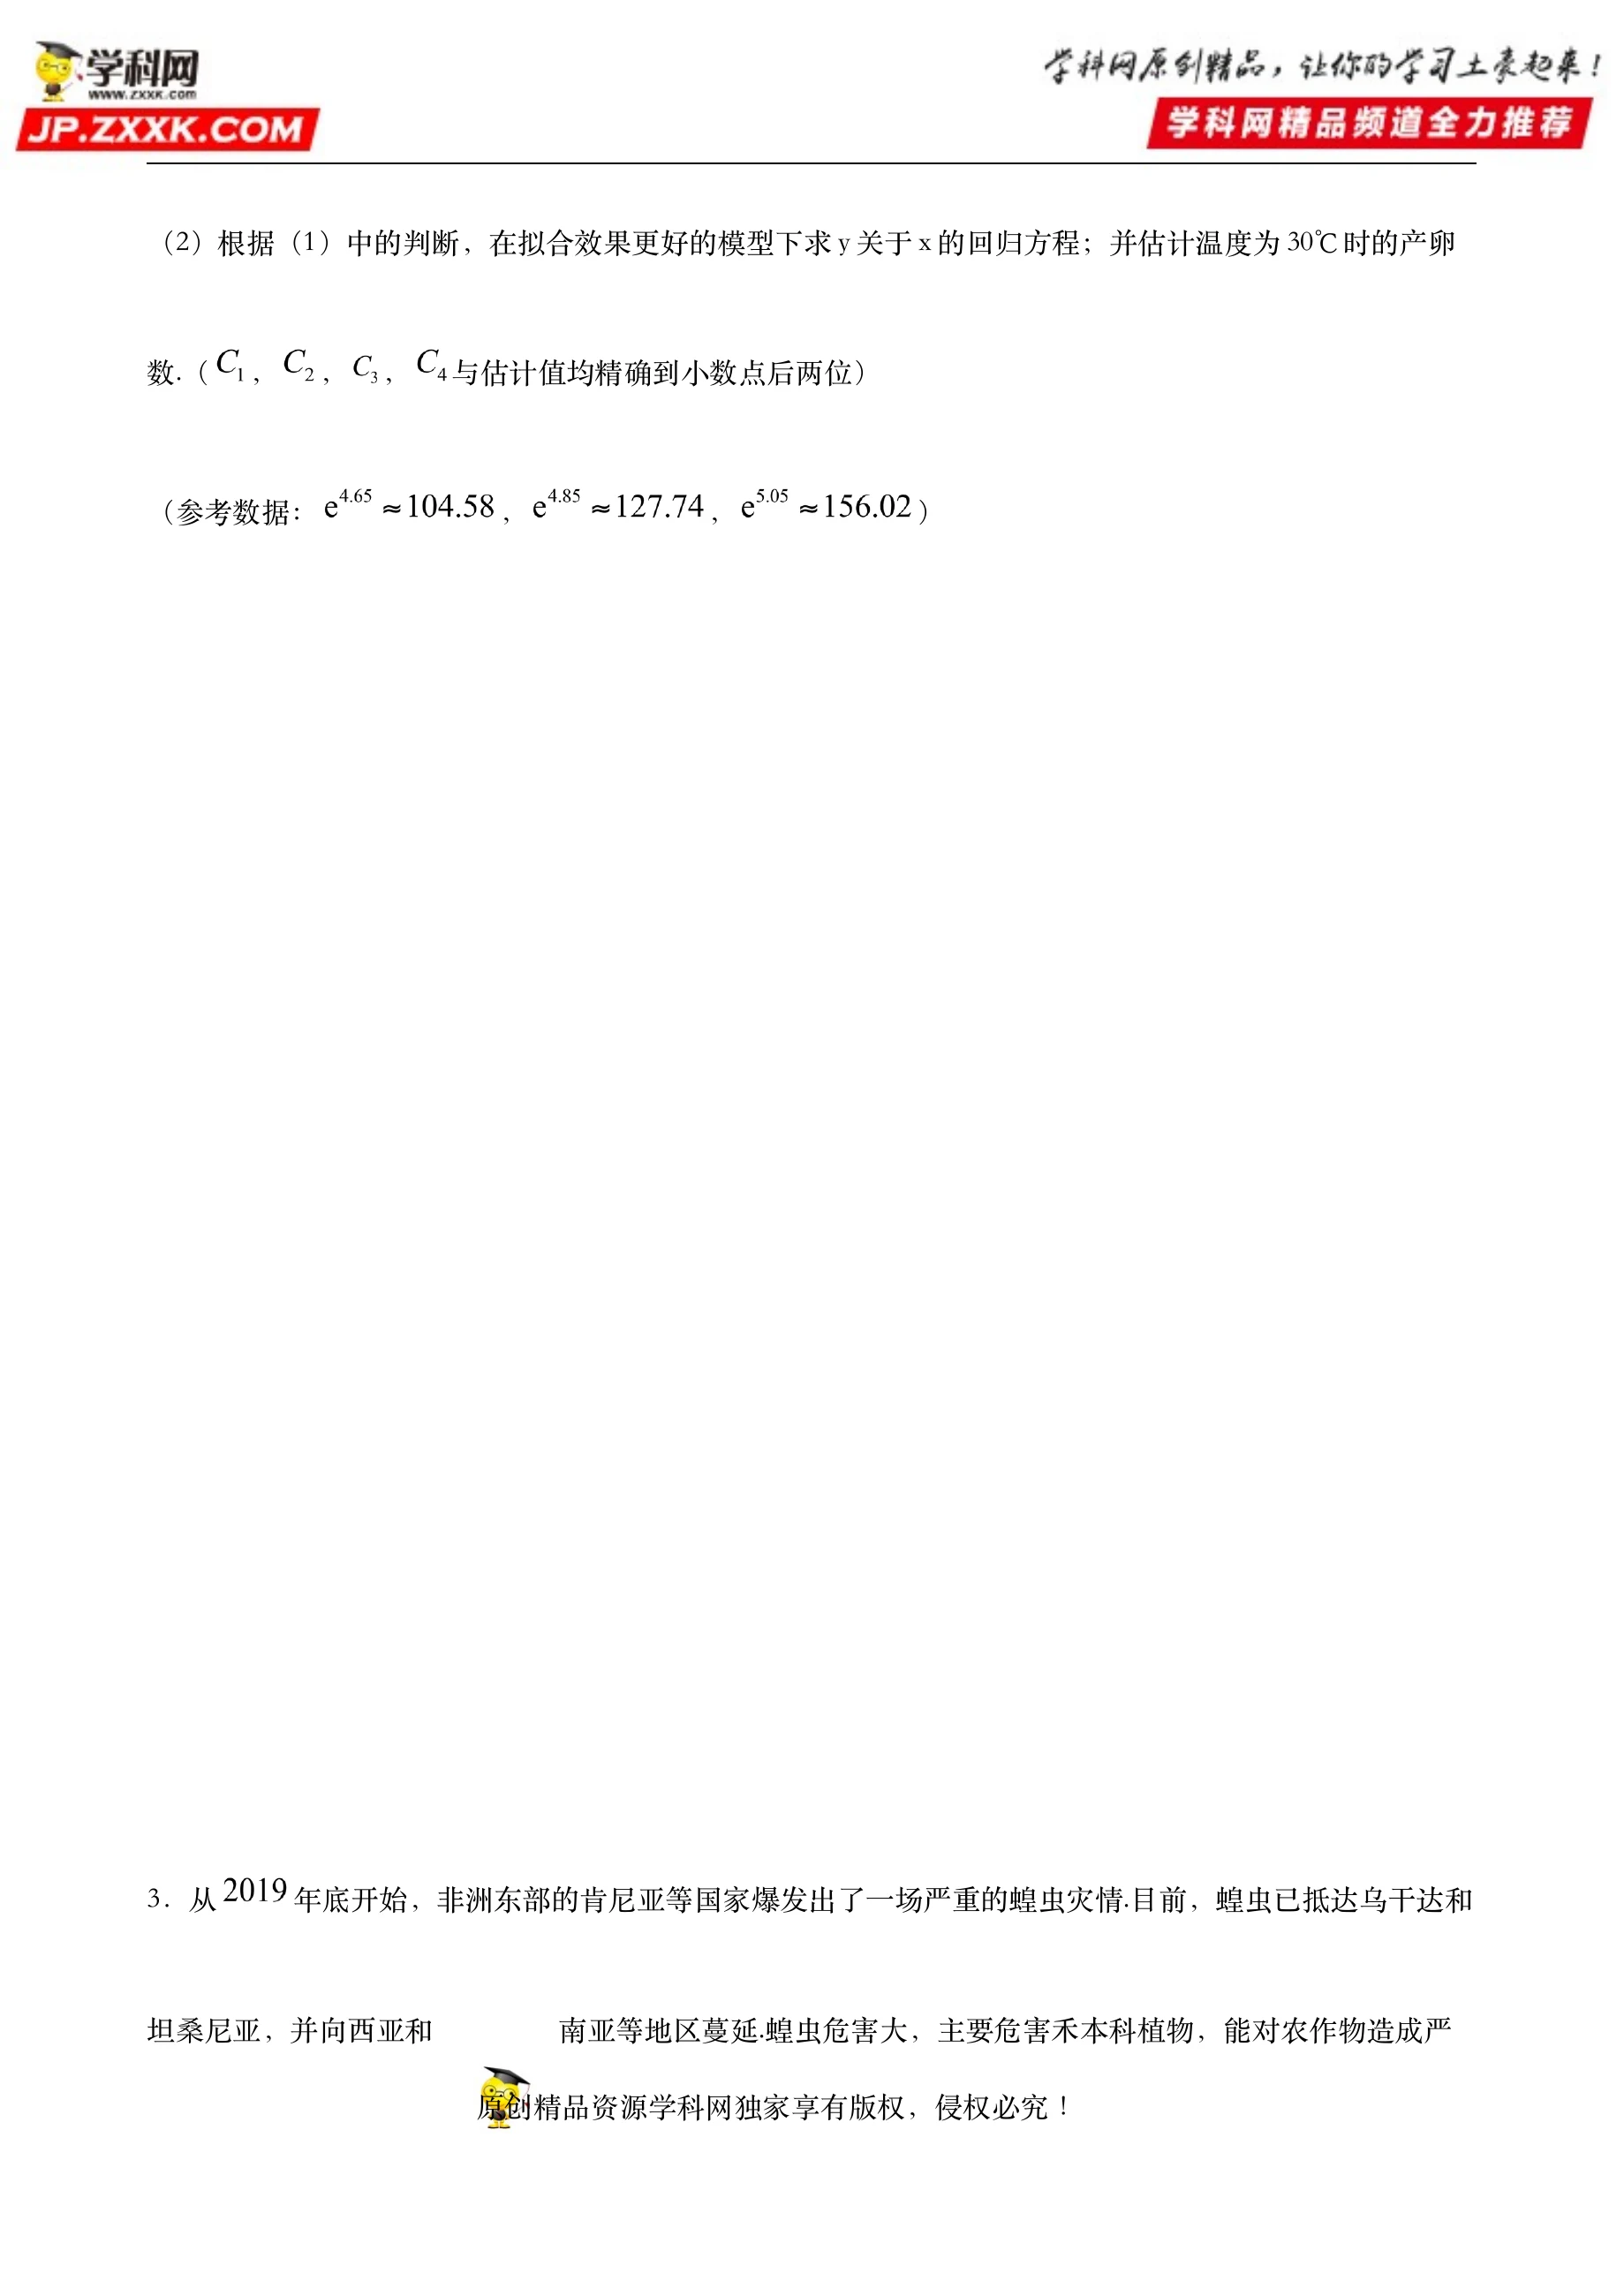 学科网
www.zxxk.com
JP.ZXXK.COM
学科网原创精品，让你的学习土豪起来！
学科网精品频道全力推荐
（2）根据（1）中的判断，在拟合效果更好的模型下求 y 关于 x 的回归方程；并估计温度为 30℃时的产卵
数.（C₁，C₂，C₃，C₄与估计值均精确到小数点后两位）
（参考数据：e^4.65≈104.58，e^4.85≈127.74，e^5.05≈156.02）
3．从2019年底开始，非洲东部的肯尼亚等国家爆发出了一场严重的蝗虫灾情.目前，蝗虫已抵达乌干达和
坦桑尼亚，并向西亚和 南亚等地区蔓延.蝗虫危害大，主要危害禾本科植物，能对农作物造成严
原创精品资源学科网独家享有版权，侵权必究！